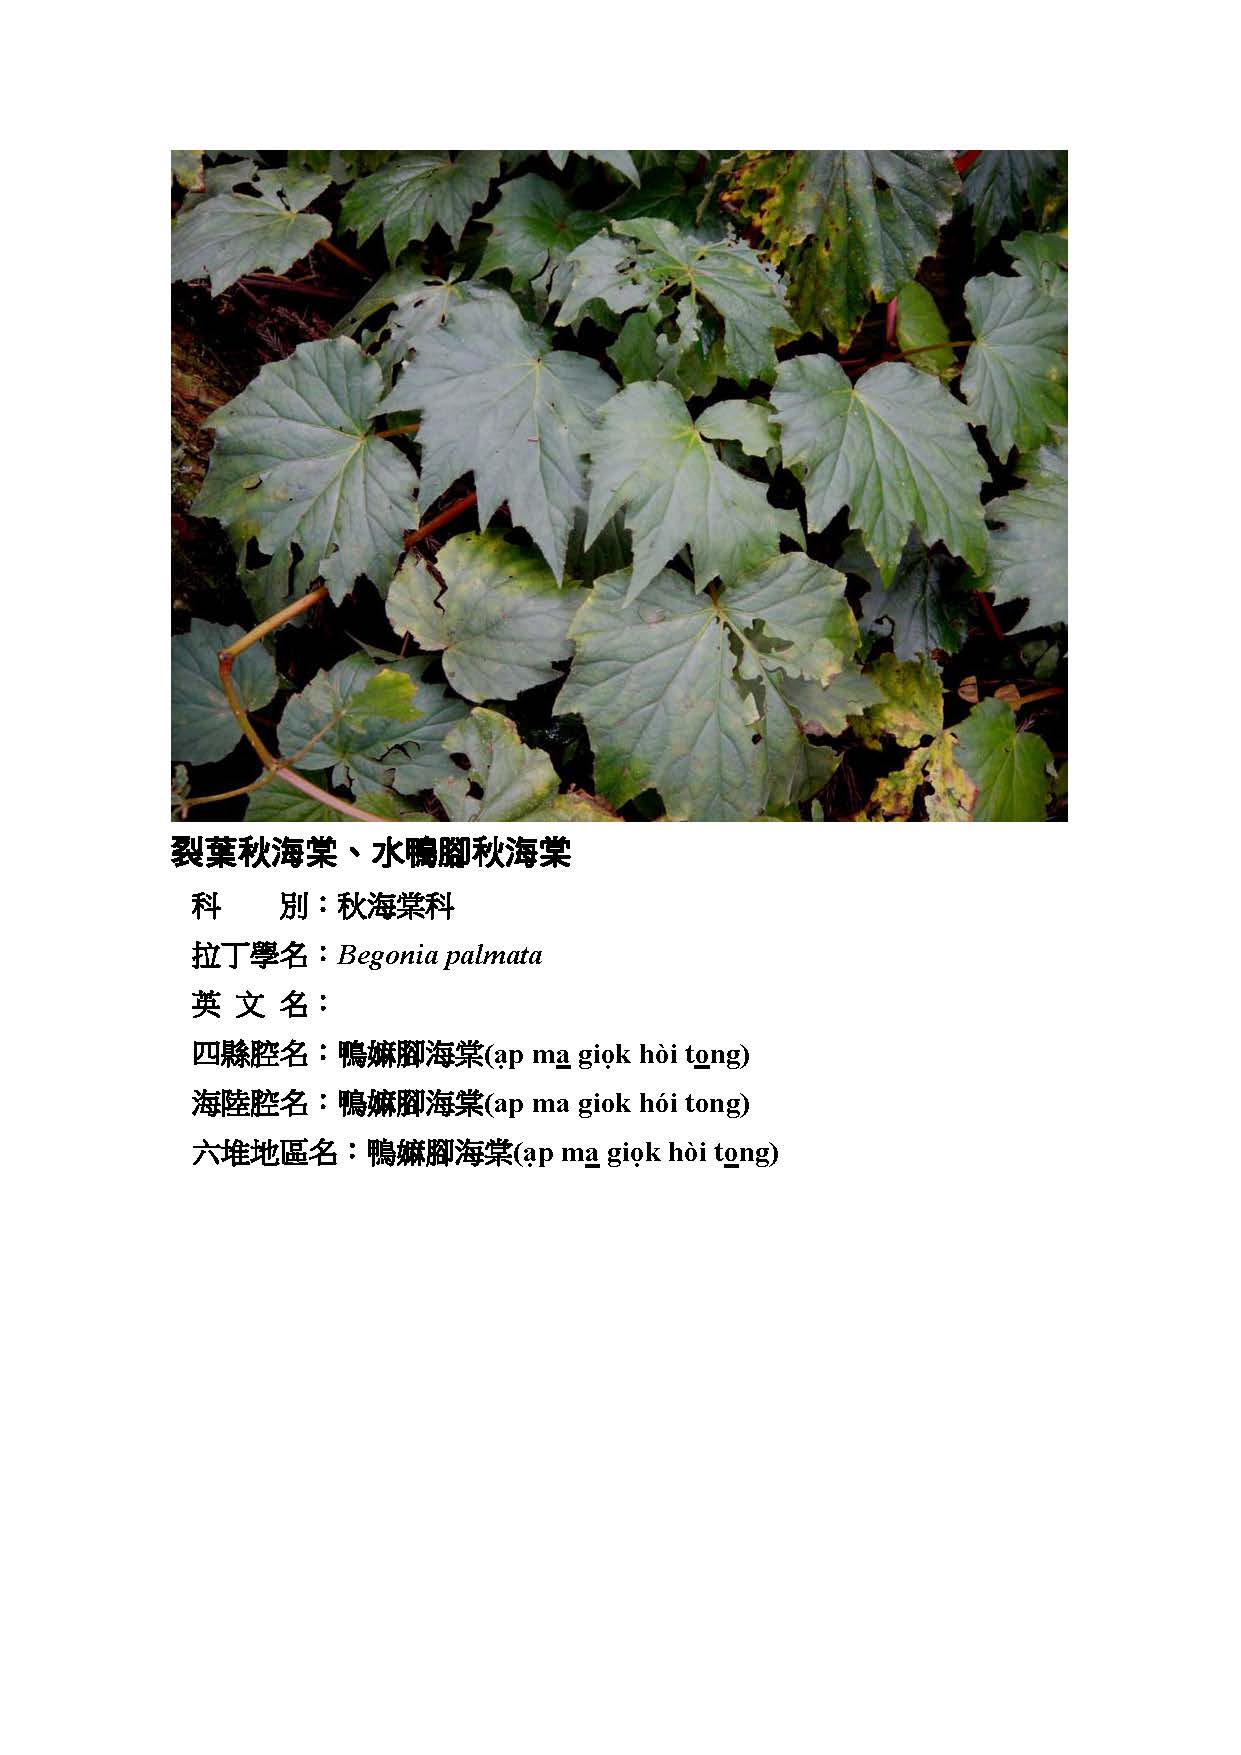 裂葉秋海棠、水鴨腳秋海棠
科　　別：秋海棠科
拉丁學名：Begonia palmata
英 文 名：
四縣腔名：鴨嫲腳海棠(ạp ma̲ giọk hòi to̲ng)
海陸腔名：鴨嫲腳海棠(ap ma giok hói tong)
六堆地區名：鴨嫲腳海棠(ạp ma̲ giọk hòi to̲ng)